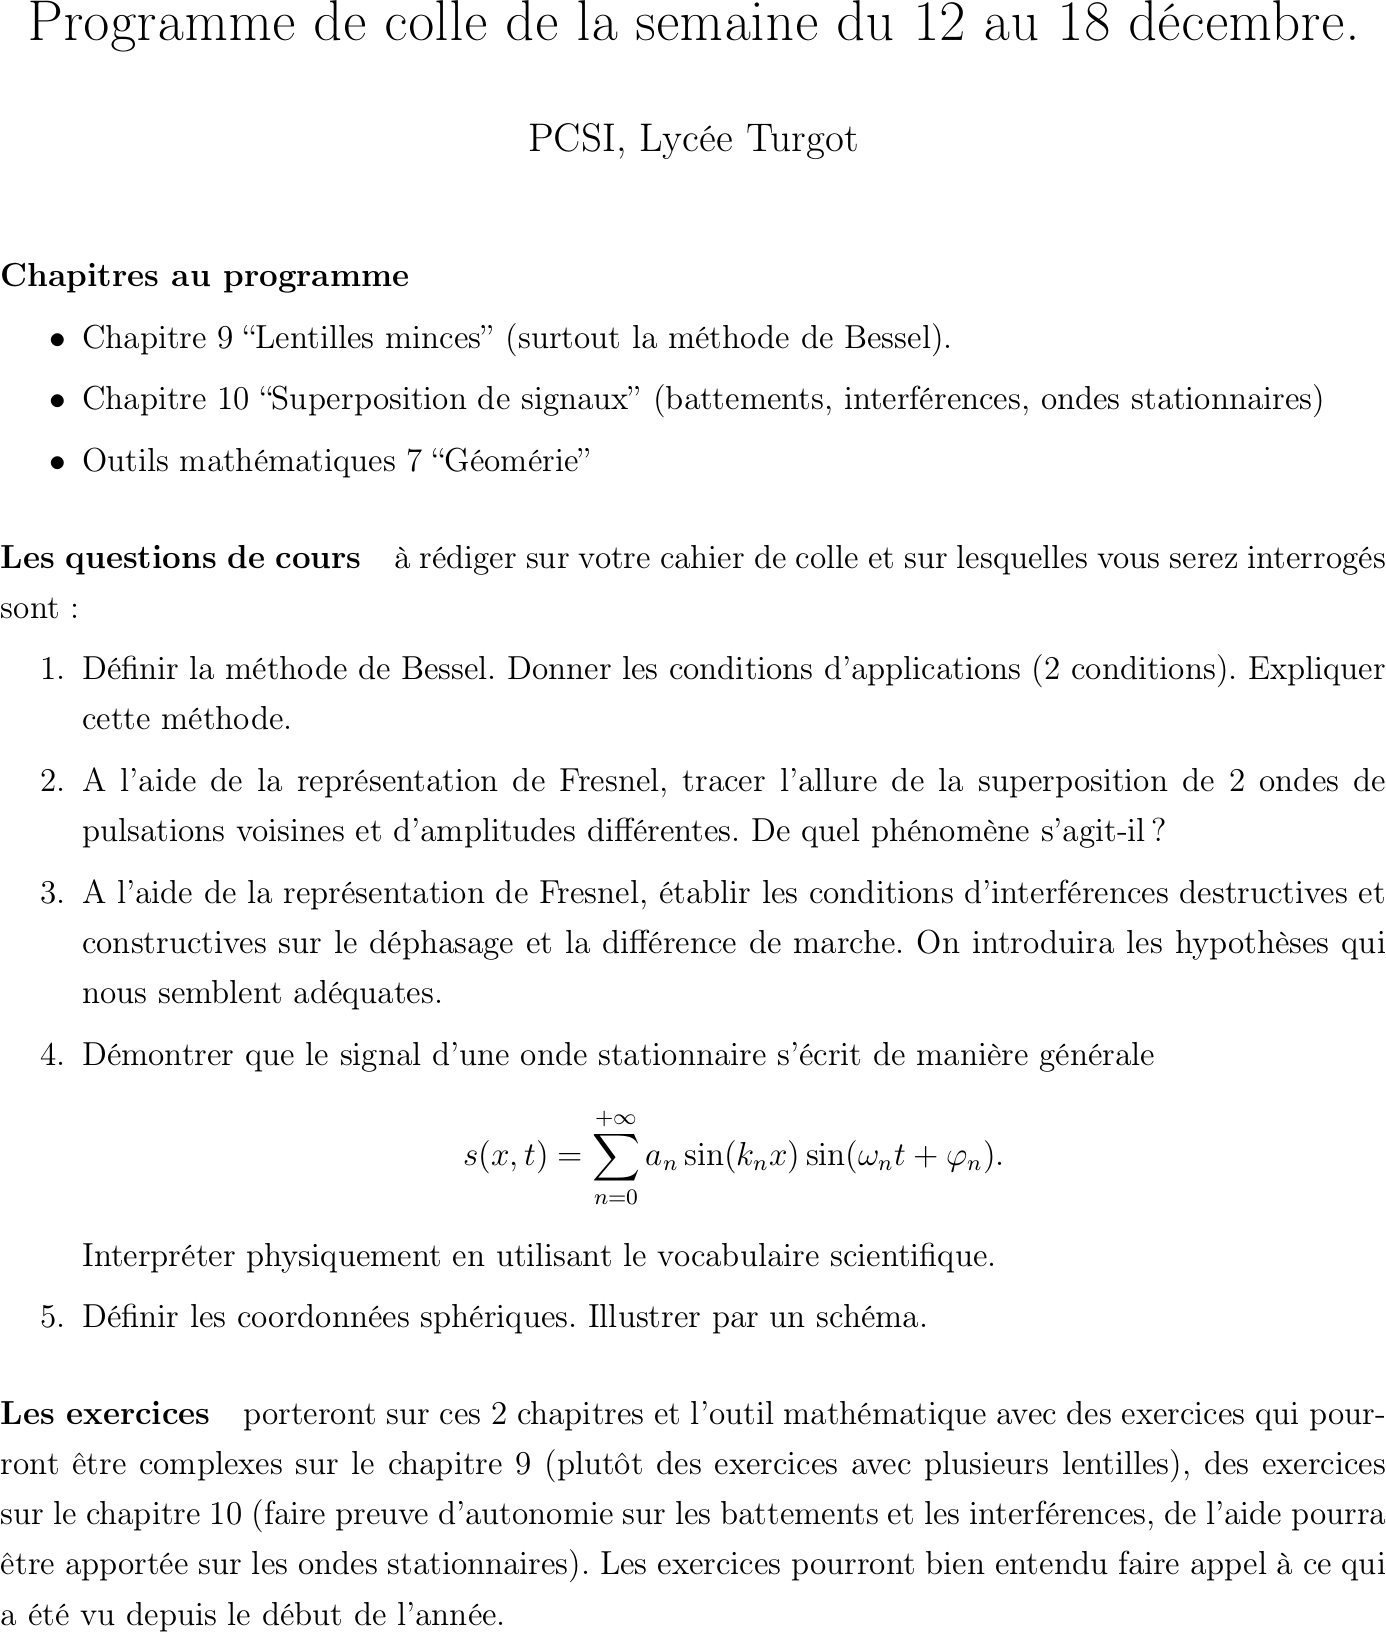 Programme de colle de la semaine du 12 au 18 décembre.
PCSI, Lycée Turgot
Chapitres au programme
• Chapitre 9 “Lentilles minces” (surtout la méthode de Bessel).
• Chapitre 10 “Superposition de signaux” (battements, interférences, ondes stationnaires)
• Outils mathématiques 7 “Géomérie”
Les questions de cours à rédiger sur votre cahier de colle et sur lesquelles vous serez interrogés
sont :
1. Définir la méthode de Bessel. Donner les conditions d’applications (2 conditions). Expliquer
cette méthode.
2. A l’aide de la représentation de Fresnel, tracer l’allure de la superposition de 2 ondes de
pulsations voisines et d’amplitudes différentes. De quel phénomène s’agit-il ?
3. A l’aide de la représentation de Fresnel, établir les conditions d’interférences destructives et
constructives sur le déphasage et la différence de marche. On introduira les hypothèses qui
nous semblent adéquates.
4. Démontrer que le signal d’une onde stationnaire s’écrit de manière générale
s(x, t) = \sum_{n=0}^{+∞} a_n sin(k_n x) sin(ω_n t + φ_n).
Interpréter physiquement en utilisant le vocabulaire scientifique.
5. Définir les coordonnées sphériques. Illustrer par un schéma.
Les exercices porteront sur ces 2 chapitres et l’outil mathématique avec des exercices qui pour-
ront être complexes sur le chapitre 9 (plutôt des exercices avec plusieurs lentilles), des exercices
sur le chapitre 10 (faire preuve d’autonomie sur les battements et les interférences, de l’aide pourra
être apportée sur les ondes stationnaires). Les exercices pourront bien entendu faire appel à ce qui
a été vu depuis le début de l’année.